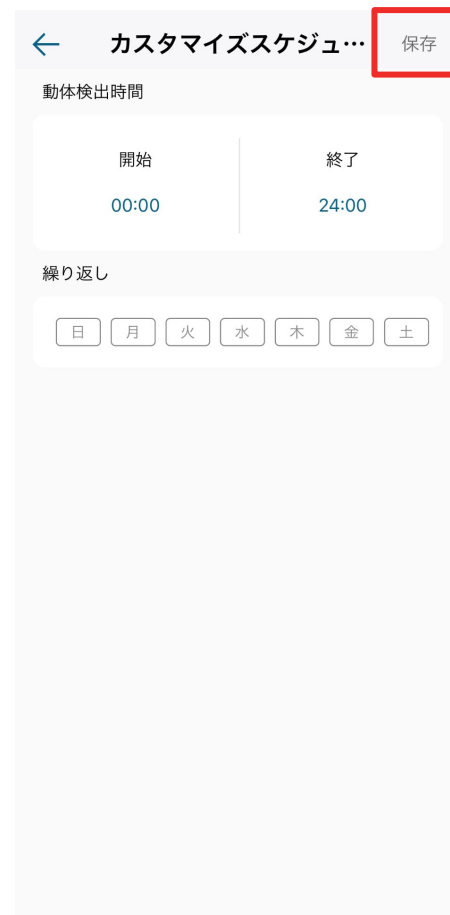 カスタマイズスケジュ… 保存
動体検出時間
開始 終了
00:00 24:00
繰り返し
日 月 火 水 木 金 土